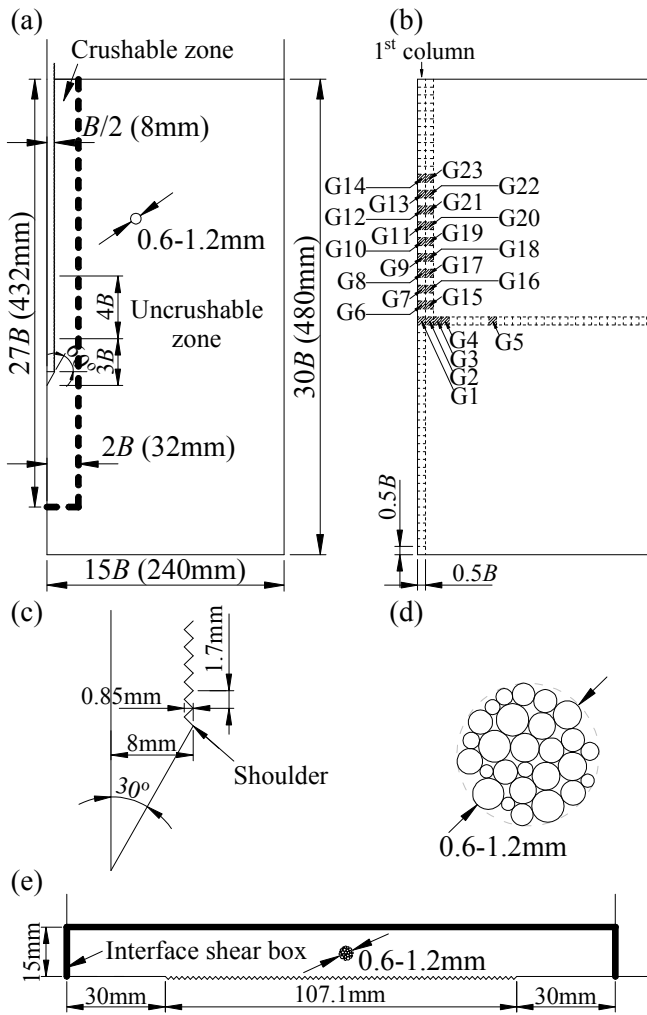 (a)
Crushable zone
B/2 (8mm)
0.6-1.2mm
27B (432mm)
4B
Uncrushable
zone
3B
60°
2B (32mm)
30B (480mm)
15B (240mm)
(b)
1st column
G23
G14
G22
G13
G12
G21
G11
G20
G10
G19
G9
G18
G8
G17
G7
G16
G6
G15
G4
G5
G3
G2
G1
0.5B
0.5B
(c)
1.7mm
0.85mm
8mm
Shoulder
30o
(d)
0.6-1.2mm
(e)
15mm
Interface shear box
0.6-1.2mm
30mm
107.1mm
30mm